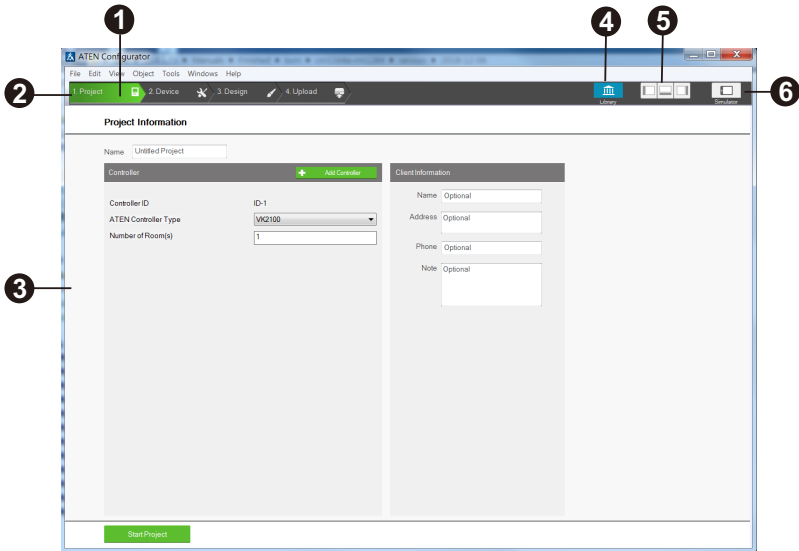 1 4 5
ATEN Configurator
File Edit View Object Tools Windows Help
2 1. Project 2. Device 3. Design 4. Upload Library Simulator 6
Project Information
Name Untitled Project
Controller Add Controller Client Information
Name Optional
Controller ID ID-1
ATEN Controller Type VK2100 Address Optional
Number of Room(s) 1
Phone Optional
Note Optional
3
Start Project